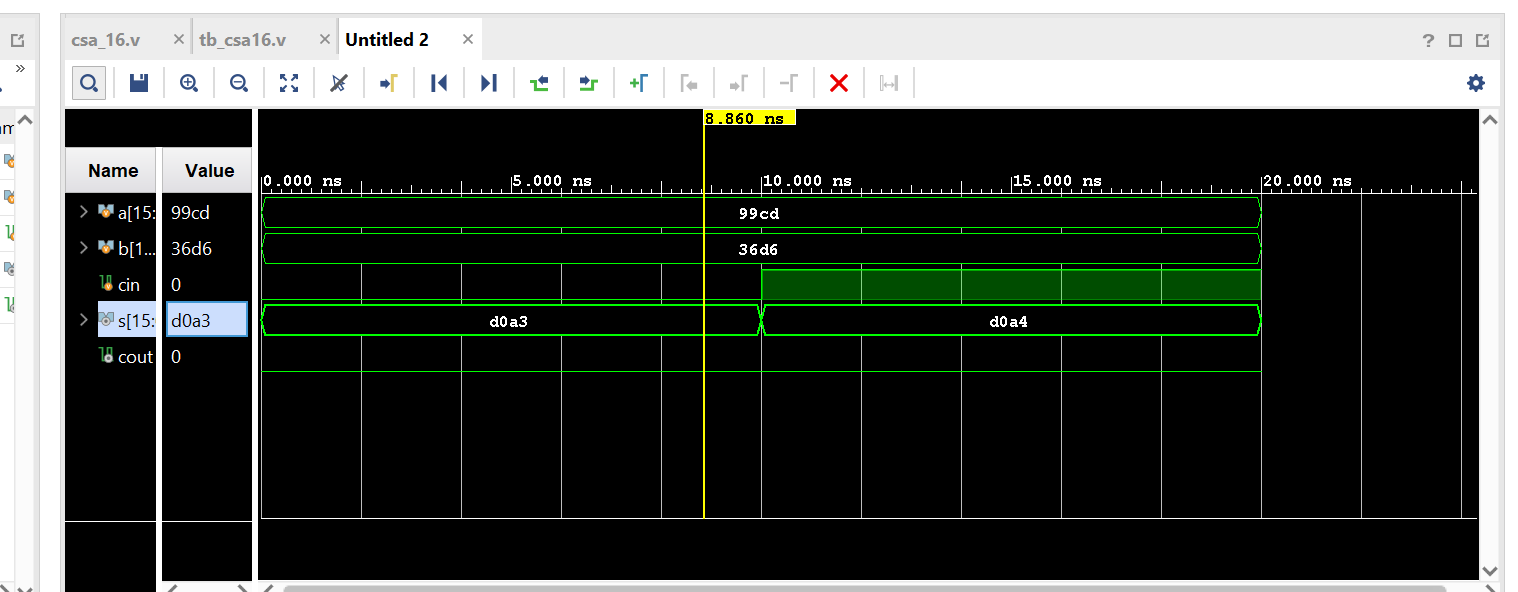 csa_16.v tb_csa16.v Untitled 2
8.860 ns
Name Value 0.000 ns 5.000 ns 10.000 ns 15.000 ns 20.000 ns
a[15: 99cd 99cd
b[1... 36d6 36d6
cin 0
s[15: d0a3 d0a3 d0a4
cout 0